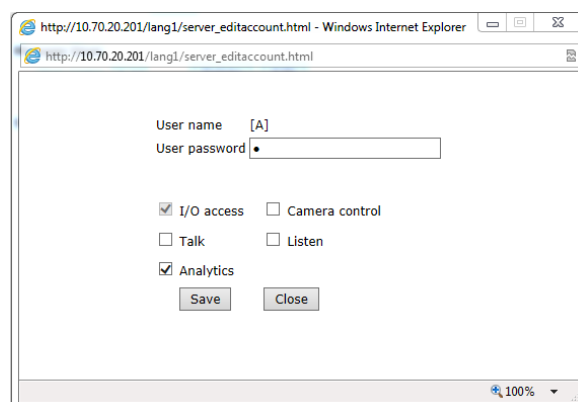 http://10.70.20.201/lang1/server_editaccount.html - Windows Internet Explorer
http://10.70.20.201/lang1/server_editaccount.html
User name [A]
User password
I/O access Camera control
Talk Listen
Analytics
Save Close
100%